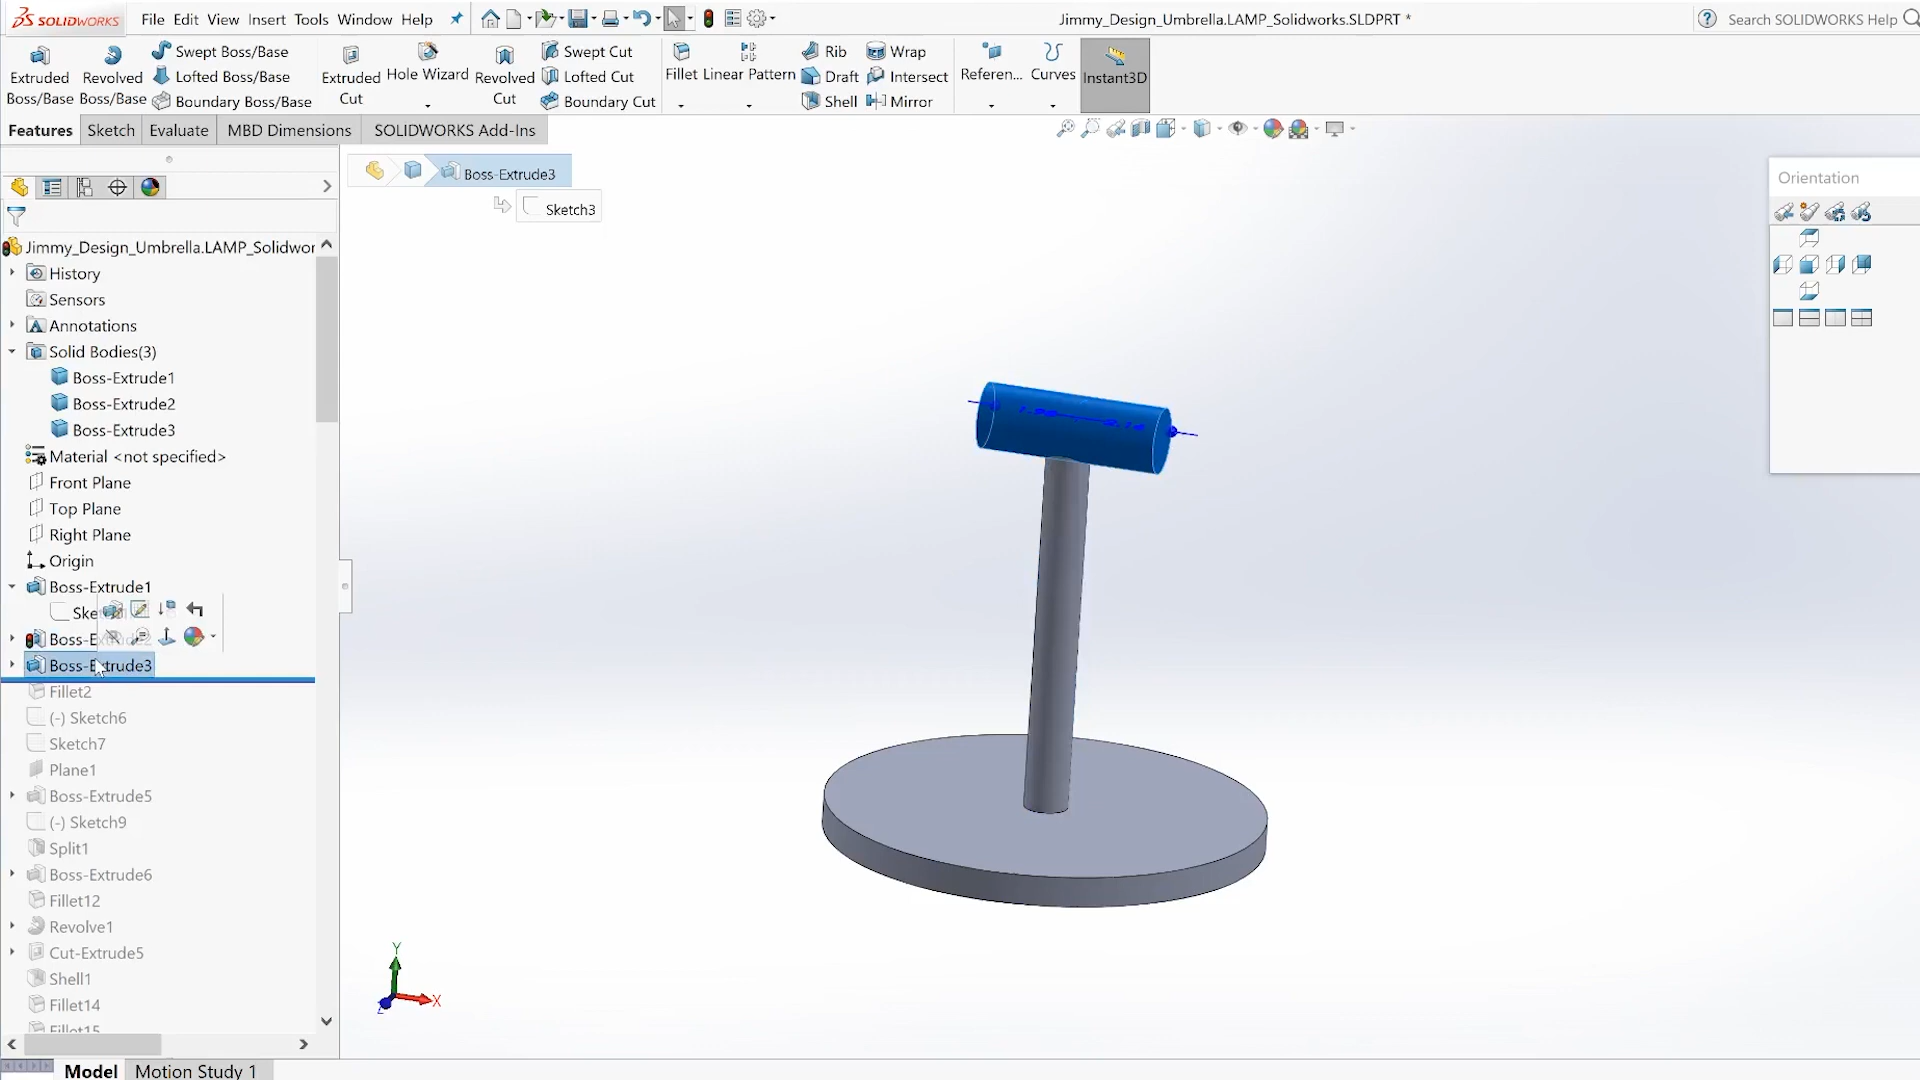 SOLIDWORKS File Edit View Insert Tools Window Help Jimmy_Design_Umbrella.LAMP_Solidworks.SLDPRT * Search SOLIDWORKS Help
Extruded Boss/Base
Revolved Boss/Base
Swept Boss/Base
Lofted Boss/Base
Boundary Boss/Base
Extruded Cut
Hole Wizard
Revolved Cut
Swept Cut
Lofted Cut
Boundary Cut
Fillet
Linear Pattern
Rib
Draft
Shell
Wrap
Intersect
Mirror
Referen...
Curves
Instant3D
Features Sketch Evaluate MBD Dimensions SOLIDWORKS Add-Ins
Boss-Extrude3
Sketch3
Orientation
Jimmy_Design_Umbrella.LAMP_Solidwor
History
Sensors
Annotations
Solid Bodies(3)
Boss-Extrude1
Boss-Extrude2
Boss-Extrude3
Material <not specified>
Front Plane
Top Plane
Right Plane
Origin
Boss-Extrude1
Ske
Boss-E
Boss-Extrude3
Fillet2
(-) Sketch6
Sketch7
Plane1
Boss-Extrude5
(-) Sketch9
Split1
Boss-Extrude6
Fillet12
Revolve1
Cut-Extrude5
Shell1
Fillet14
Fillet15
Y
X
Z
Model Motion Study 1